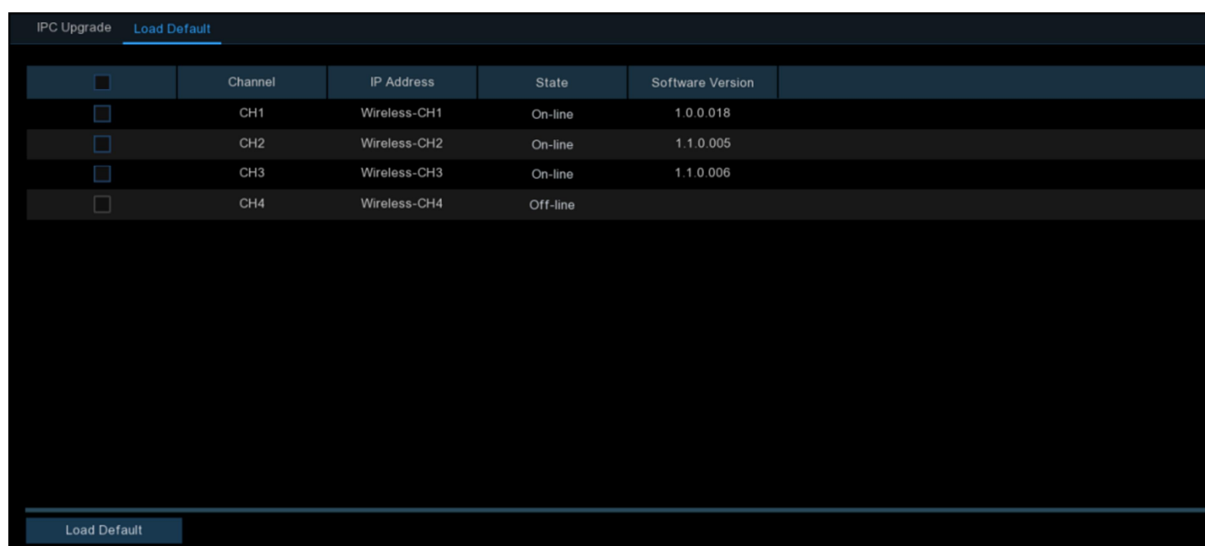 IPC Upgrade Load Default
Channel IP Address State Software Version
CH1 Wireless-CH1 On-line 1.0.0.018
CH2 Wireless-CH2 On-line 1.1.0.005
CH3 Wireless-CH3 On-line 1.1.0.006
CH4 Wireless-CH4 Off-line
Load Default